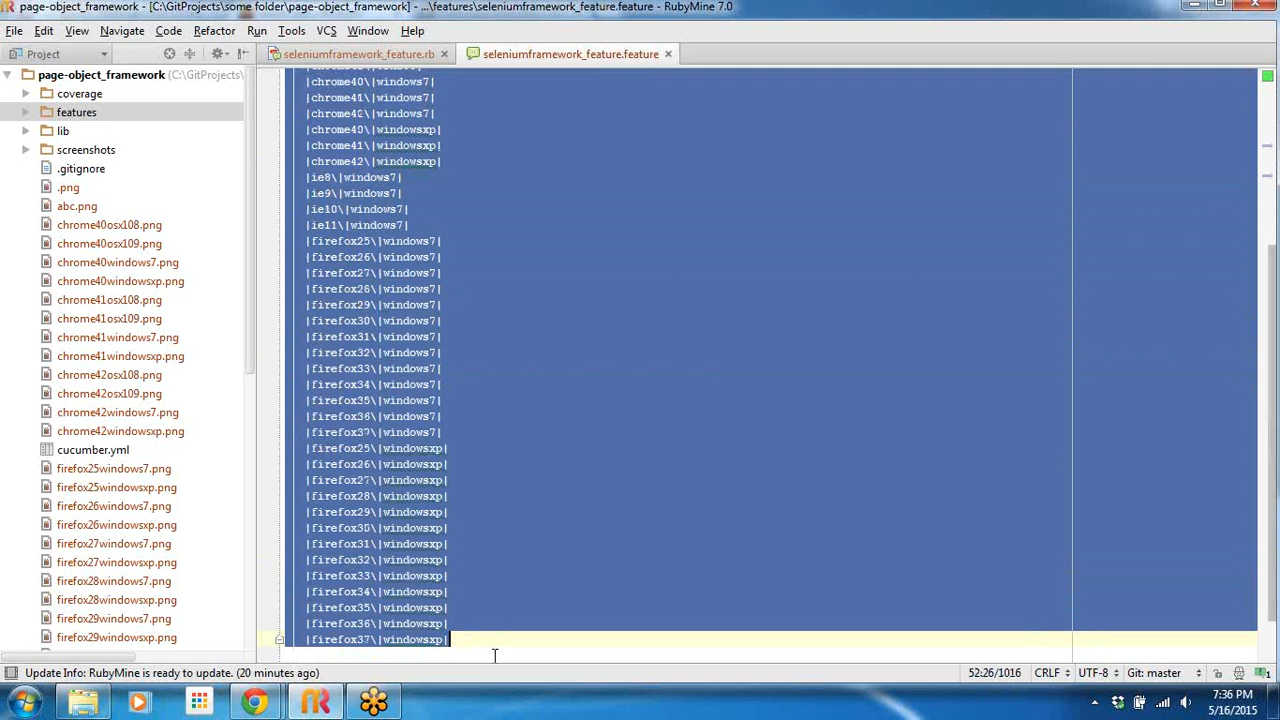 page-object_framework - [C:\GitProjects\some folder\page-object_framework] - ...\features\seleniumframework_feature.feature - RubyMine 7.0
File Edit View Navigate Code Refactor Run Tools VCS Window Help
Project
seleniumframework_feature.rb
seleniumframework_feature.feature
page-object_framework (C:\GitProjects\
coverage
features
lib
screenshots
.gitignore
.png
abc.png
chrome40osx108.png
chrome40osx109.png
chrome40windows7.png
chrome40windowsxp.png
chrome41osx108.png
chrome41osx109.png
chrome41windows7.png
chrome41windowsxp.png
chrome42osx108.png
chrome42osx109.png
chrome42windows7.png
chrome42windowsxp.png
cucumber.yml
firefox25windows7.png
firefox25windowsxp.png
firefox26windows7.png
firefox26windowsxp.png
firefox27windows7.png
firefox27windowsxp.png
firefox28windows7.png
firefox28windowsxp.png
firefox29windows7.png
firefox29windowsxp.png
|chrome40\|windows7|
|chrome41\|windows7|
|chrome42\|windows7|
|chrome40\|windowsxp|
|chrome41\|windowsxp|
|chrome42\|windowsxp|
|ie8\|windows7|
|ie9\|windows7|
|ie10\|windows7|
|ie11\|windows7|
|firefox25\|windows7|
|firefox26\|windows7|
|firefox27\|windows7|
|firefox28\|windows7|
|firefox29\|windows7|
|firefox30\|windows7|
|firefox31\|windows7|
|firefox32\|windows7|
|firefox33\|windows7|
|firefox34\|windows7|
|firefox35\|windows7|
|firefox36\|windows7|
|firefox37\|windows7|
|firefox25\|windowsxp|
|firefox26\|windowsxp|
|firefox27\|windowsxp|
|firefox28\|windowsxp|
|firefox29\|windowsxp|
|firefox30\|windowsxp|
|firefox31\|windowsxp|
|firefox32\|windowsxp|
|firefox33\|windowsxp|
|firefox34\|windowsxp|
|firefox35\|windowsxp|
|firefox36\|windowsxp|
|firefox37\|windowsxp|
Update Info: RubyMine is ready to update. (20 minutes ago)
52:26/1016 CRLF UTF-8 Git: master
7:36 PM
5/16/2015